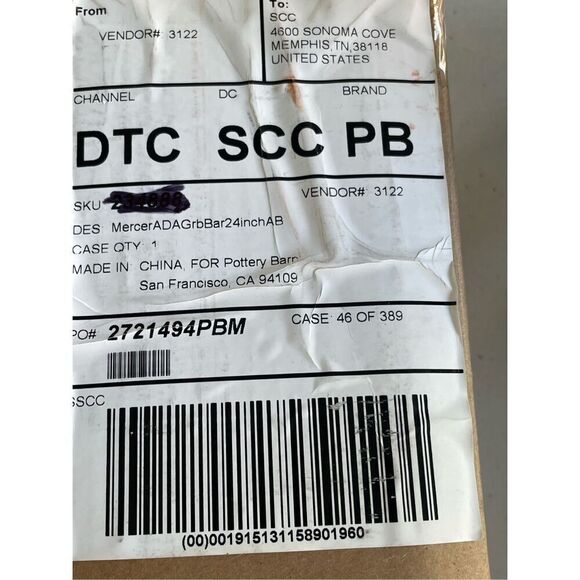 From
To:
VENDOR#: 3122
SCC
4600 SONOMA COVE
MEMPHIS,TN,38118
UNITED STATES
CHANNEL DC BRAND
DTC SCC PB
SKU
VENDOR#: 3122
DES: MercerADAGrbBar24inchAB
CASE QTY: 1
MADE IN: CHINA, FOR Pottery Barn
San Francisco, CA 94109
PO# 2721494PBM CASE: 46 OF 389
SSCC
(00)001915131158901960